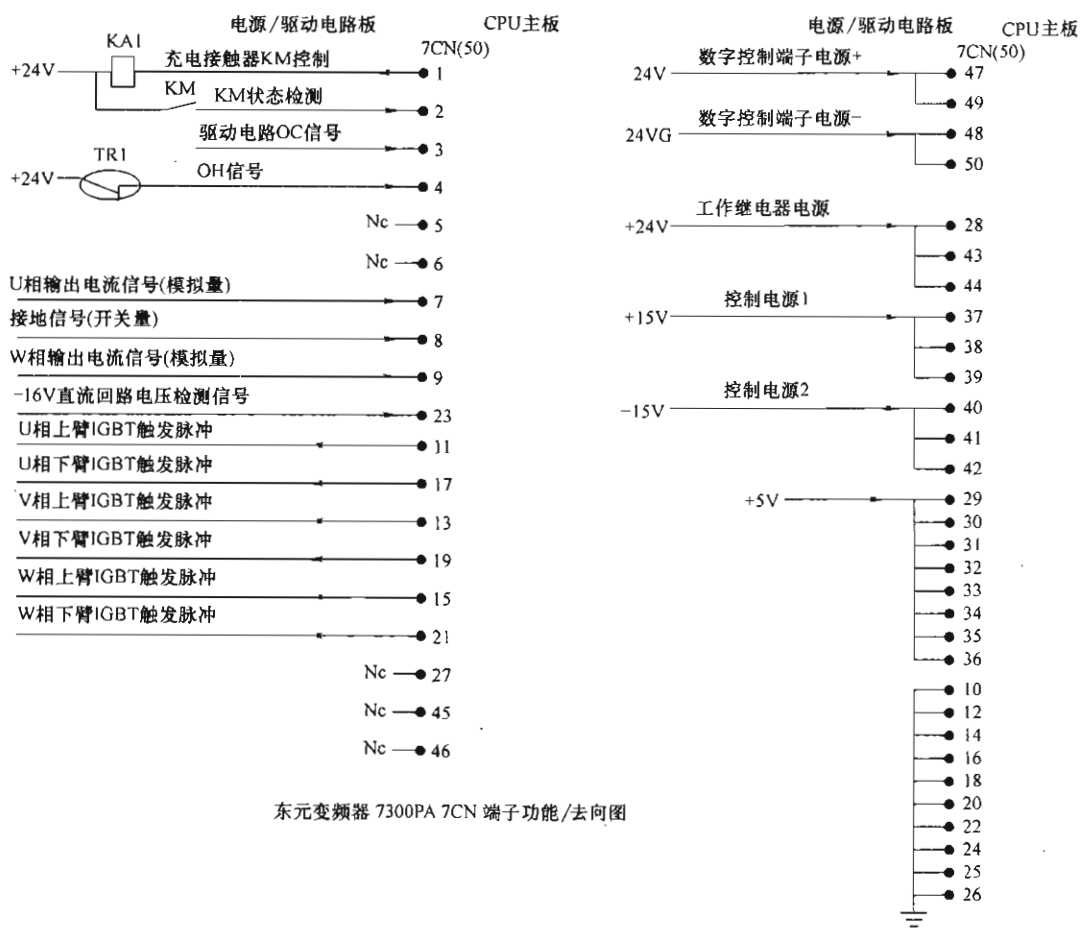 电源/驱动电路板 CPU主板
7CN(50)
KA1
+24V 充电接触器KM控制 1
KM KM状态检测 2
驱动电路OC信号 3
TR1
+24V OH信号 4
Nc 5
Nc 6
U相输出电流信号(模拟量) 7
接地信号(开关量) 8
W相输出电流信号(模拟量) 9
-16V直流回路电压检测信号 23
U相上臂IGBT触发脉冲 11
U相下臂IGBT触发脉冲 17
V相上臂IGBT触发脉冲 13
V相下臂IGBT触发脉冲 19
W相上臂IGBT触发脉冲 15
W相下臂IGBT触发脉冲 21
Nc 27
Nc 45
Nc 46
电源/驱动电路板 CPU主板
7CN(50)
24V 数字控制端子电源+ 47
49
24VG 数字控制端子电源- 48
50
+24V 工作继电器电源 28
43
44
+15V 控制电源1 37
38
39
-15V 控制电源2 40
41
42
+5V 29
30
31
32
33
34
35
36
10
12
14
16
18
20
22
24
25
26
东元变频器 7300PA 7CN 端子功能/去向图